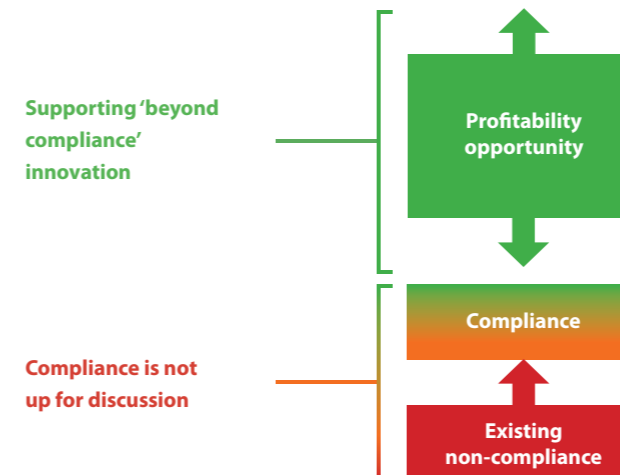 Supporting ‘beyond
compliance’
innovation
Profitability
opportunity
Compliance
Compliance is not
up for discussion
Existing
non-compliance